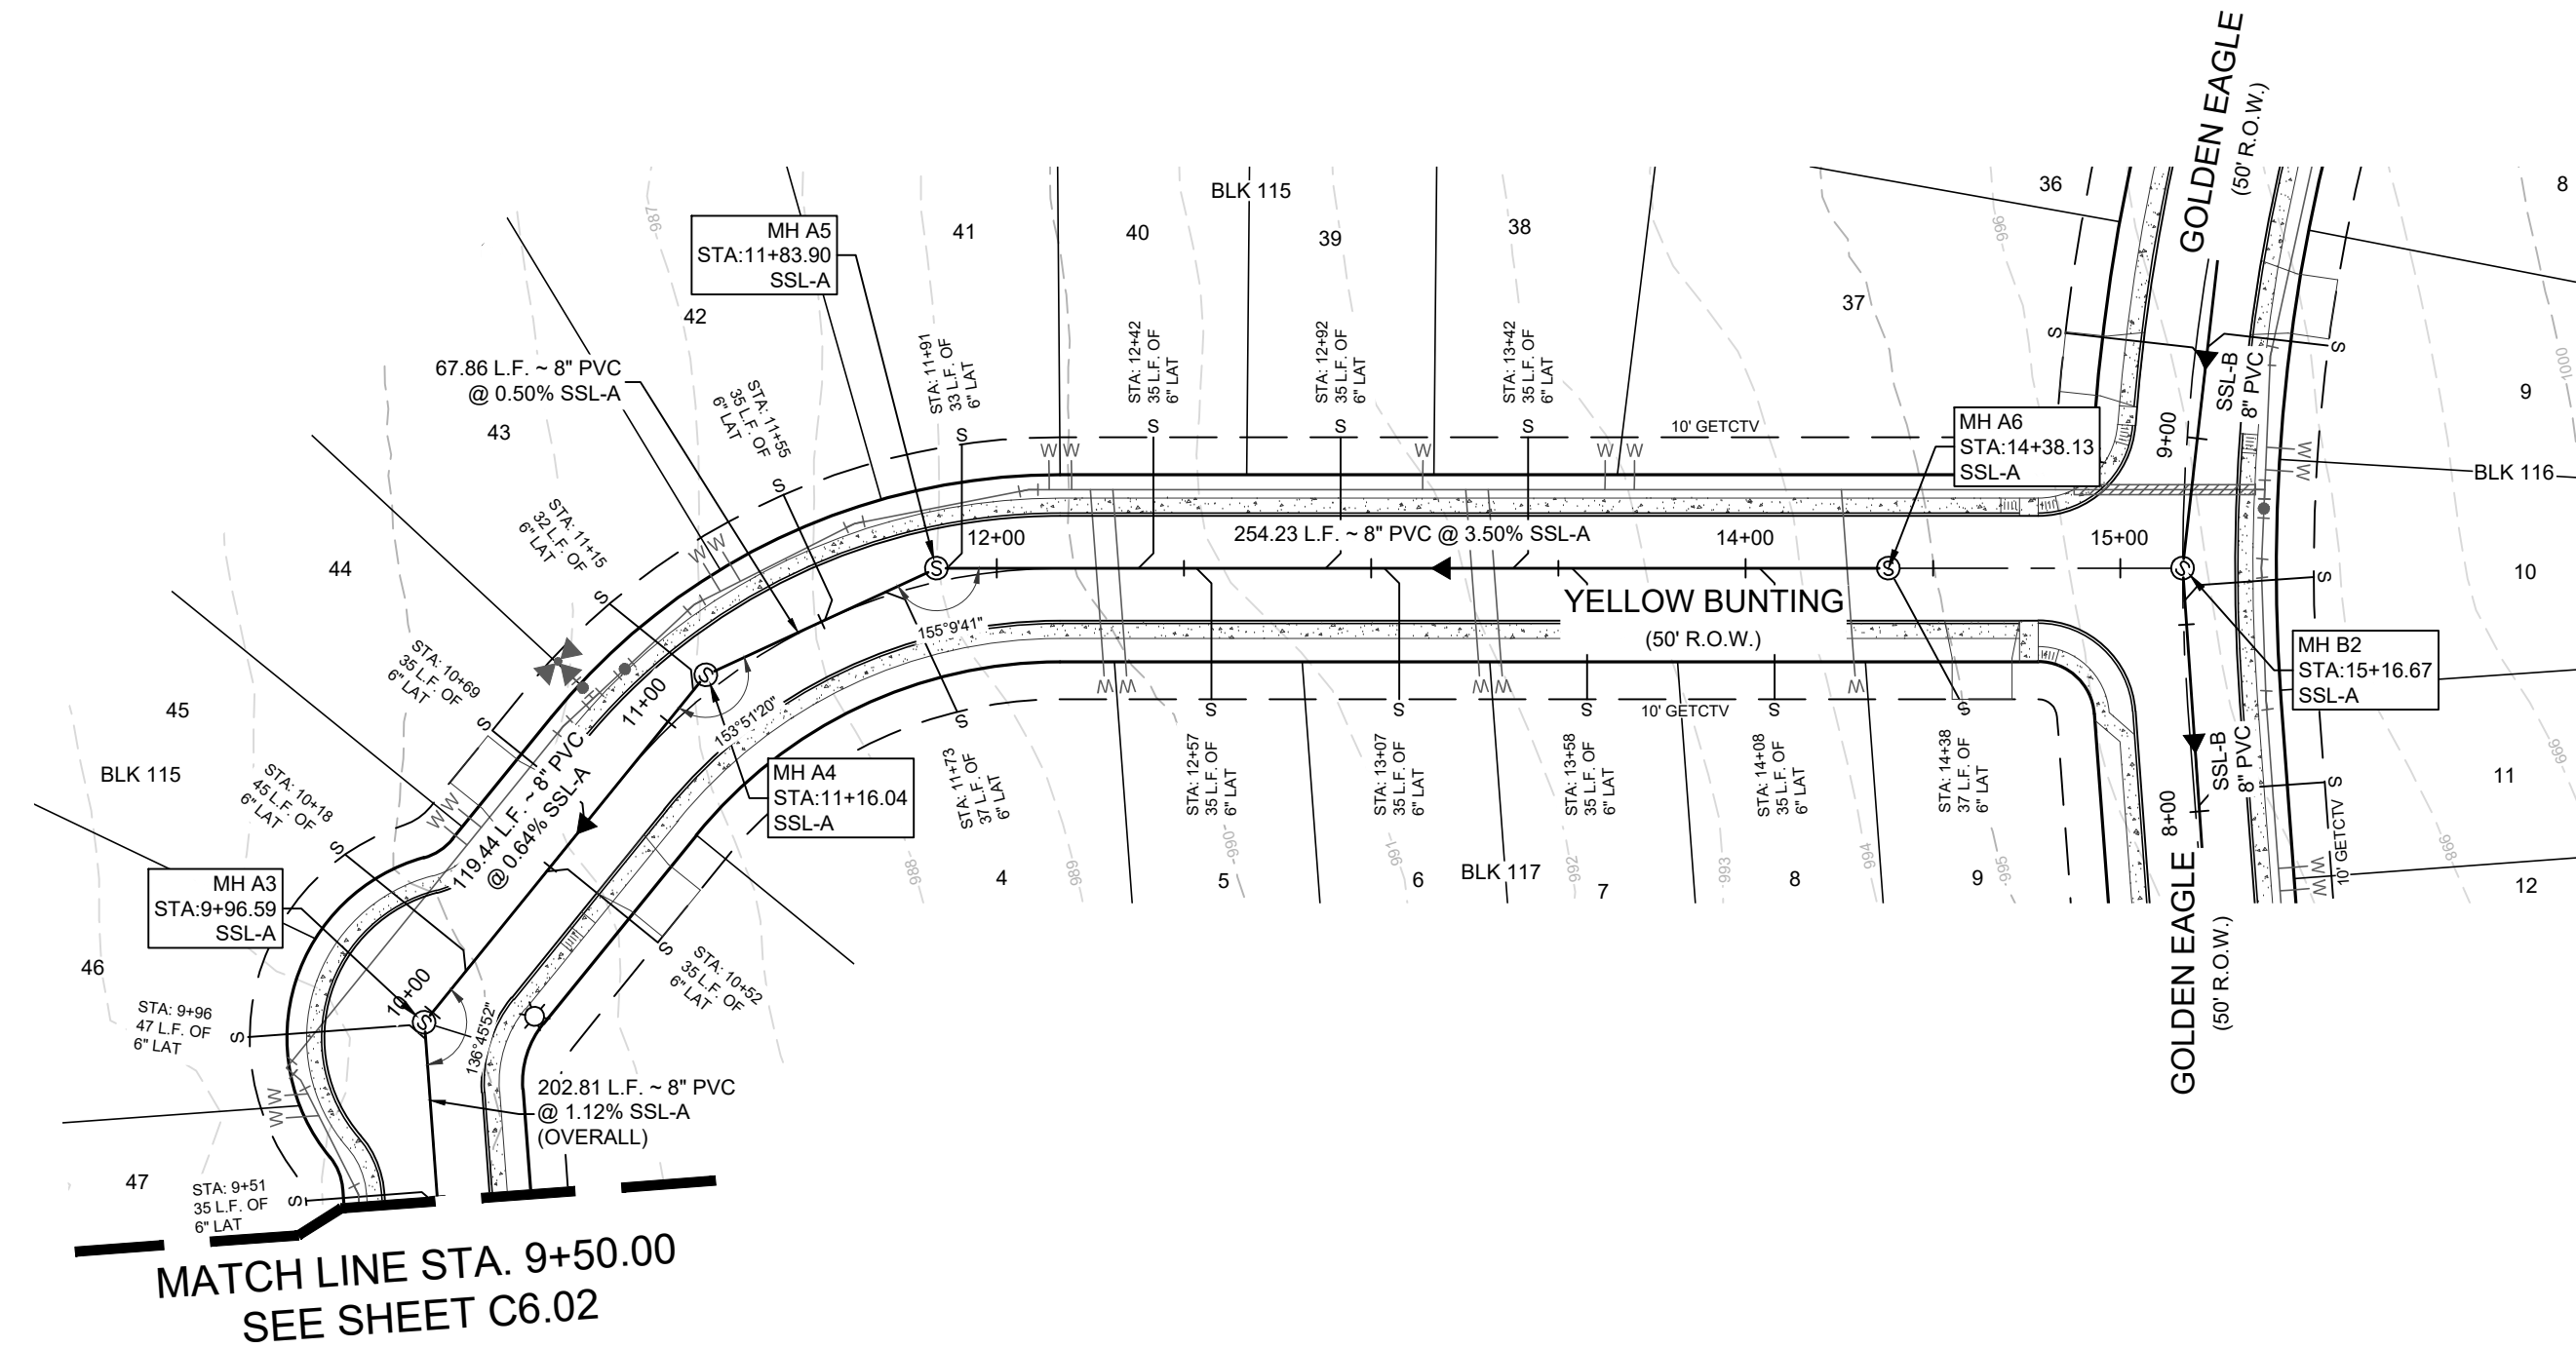 GOLDEN EAGLE
(50' R.O.W.)
BLK 115
36
8
MH A5
STA:11+83.90
SSL-A
41
40
39
38
37
987
996
42
67.86 L.F. ~ 8" PVC
@ 0.50% SSL-A
43
STA: 11+55
35 L.F. OF
6" LAT
STA: 11+91
33 L.F. OF
6" LAT
STA: 12+42
35 L.F. OF
6" LAT
STA: 12+92
35 L.F. OF
6" LAT
STA: 13+42
35 L.F. OF
6" LAT
S
S
S
S
S
S
S
10' GETCTV
MH A6
STA:14+38.13
SSL-A
SSL-B
8" PVC
9+00
1000
9
W W
W W
W
W W
W
W
BLK 116
STA: 11+15
32 L.F. OF
6" LAT
S
44
12+00
254.23 L.F. ~ 8" PVC @ 3.50% SSL-A
14+00
15+00
S
S
S
S
10
YELLOW BUNTING
(50' R.O.W.)
155°9'41"
STA: 10+69
35 L.F. OF
6" LAT
S
S
11+00
153°51'20"
45
BLK 115
MH A4
STA:11+16.04
SSL-A
W W
W W
W
S
S
S
S
S
S
10' GETCTV
STA: 11+73
37 L.F. OF
6" LAT
STA: 12+57
35 L.F. OF
6" LAT
STA: 13+07
35 L.F. OF
6" LAT
STA: 13+58
35 L.F. OF
6" LAT
STA: 14+08
35 L.F. OF
6" LAT
STA: 14+38
37 L.F. OF
6" LAT
MH B2
STA:15+16.67
SSL-A
SSL-B
8" PVC
8+00
S
11
999
10' GETCTV
STA: 10+18
45 L.F. OF
6" LAT
S
W W
119.44 L.F. ~ 8" PVC
@ 0.64% SSL-A
988
989
990
991
992
993
994
995
998
4
5
6
BLK 117
7
8
9
W
W
12
MH A3
STA:9+96.59
SSL-A
46
10+00
S
S
STA: 10+52
35 L.F. OF
6" LAT
STA: 9+96
47 L.F. OF
6" LAT
S
136°45'52"
GOLDEN EAGLE
(50' R.O.W.)
202.81 L.F. ~ 8" PVC
@ 1.12% SSL-A
(OVERALL)
W
W
47
STA: 9+51
35 L.F. OF
6" LAT
S
MATCH LINE STA. 9+50.00
SEE SHEET C6.02